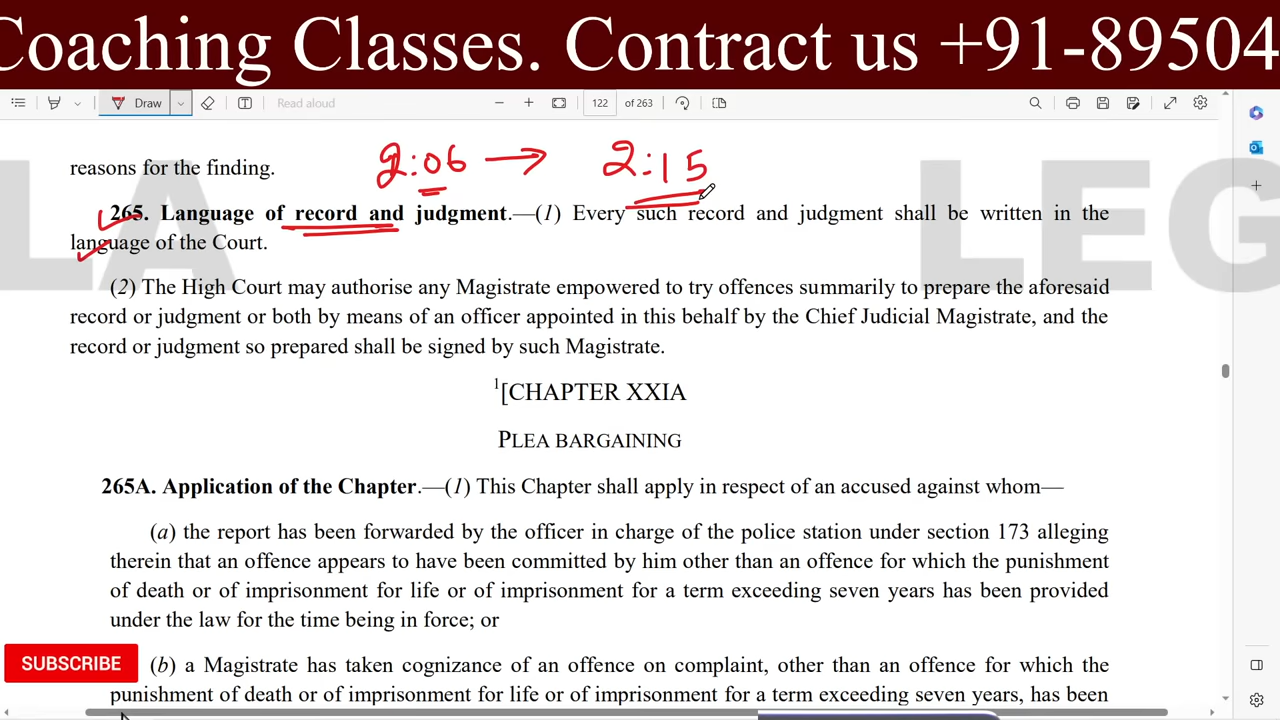 Coaching Classes. Contract us +91-89504
Draw
Read aloud
122 of 263
reasons for the finding.
2:06 → 2:15
265. Language of record and judgment.—(1) Every such record and judgment shall be written in the
language of the Court.
(2) The High Court may authorise any Magistrate empowered to try offences summarily to prepare the aforesaid
record or judgment or both by means of an officer appointed in this behalf by the Chief Judicial Magistrate, and the
record or judgment so prepared shall be signed by such Magistrate.
1[CHAPTER XXIA
PLEA BARGAINING
265A. Application of the Chapter.—(1) This Chapter shall apply in respect of an accused against whom—
(a) the report has been forwarded by the officer in charge of the police station under section 173 alleging
therein that an offence appears to have been committed by him other than an offence for which the punishment
of death or of imprisonment for life or of imprisonment for a term exceeding seven years has been provided
under the law for the time being in force; or
SUBSCRIBE
(b) a Magistrate has taken cognizance of an offence on complaint, other than an offence for which the
punishment of death or of imprisonment for life or of imprisonment for a term exceeding seven years, has been
LA
LEG